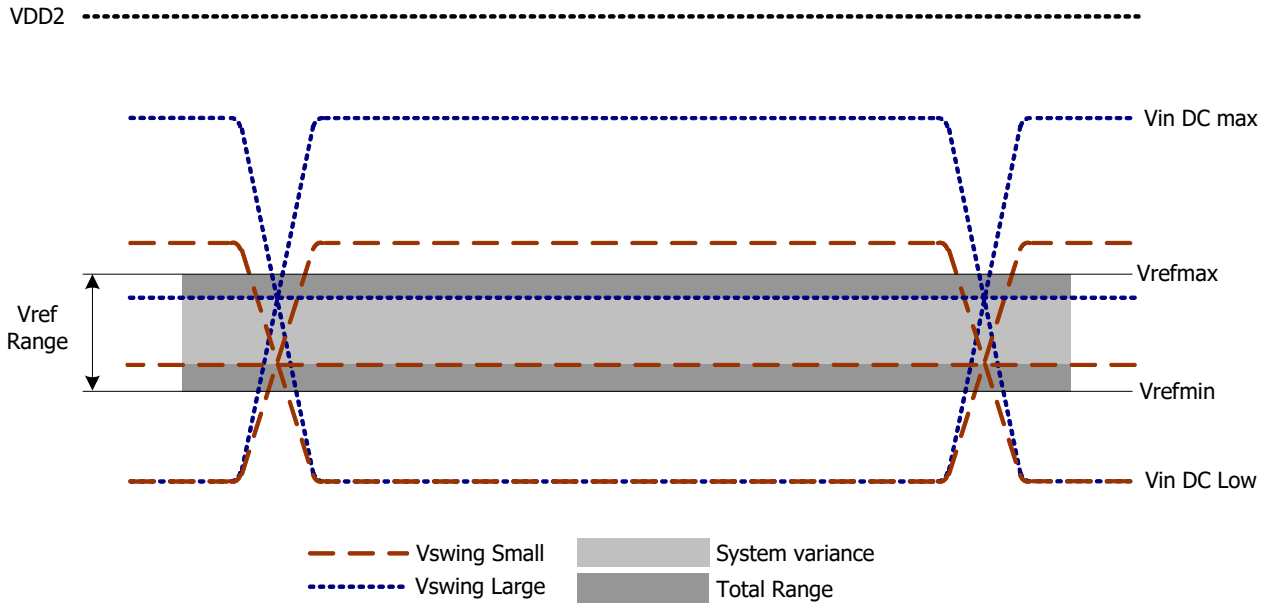 VDD2
Vin DC max
Vrefmax
Vref
Range
Vrefmin
Vin DC Low
Vswing Small
System variance
Vswing Large
Total Range